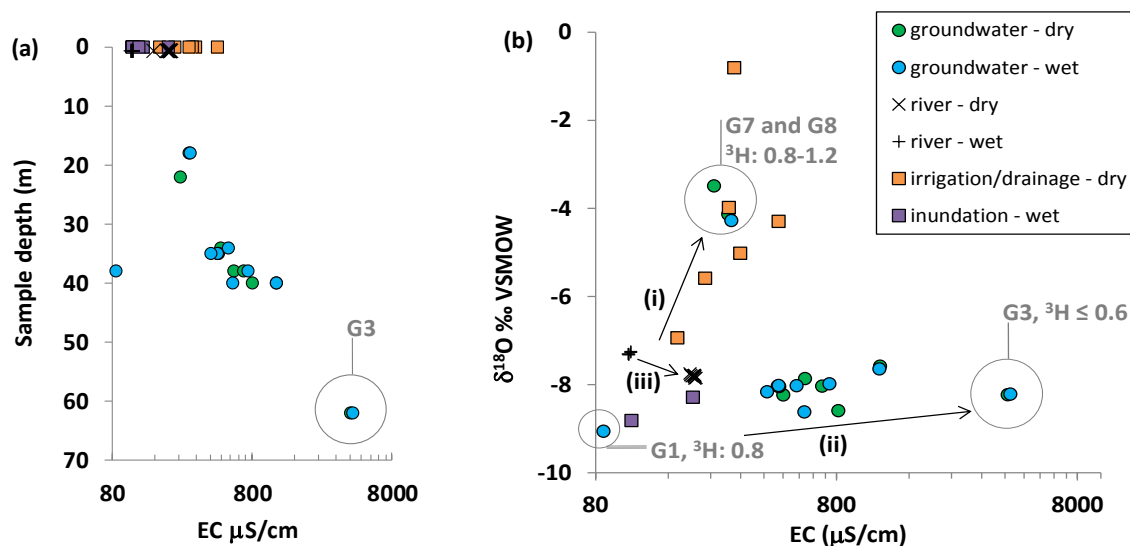 (a)
0
10
20
30
40
50
60
70
Sample depth (m)
G3
80
800
8000
EC µS/cm
(b)
0
-2
-4
-6
-8
-10
δ¹⁸O ‰ VSMOW
G7 and G8
³H: 0.8-1.2
(i)
(iii)
(ii)
G3, ³H ≤ 0.6
G1, ³H: 0.8
80
800
8000
EC (µS/cm)
groundwater - dry
groundwater - wet
river - dry
river - wet
irrigation/drainage - dry
inundation - wet